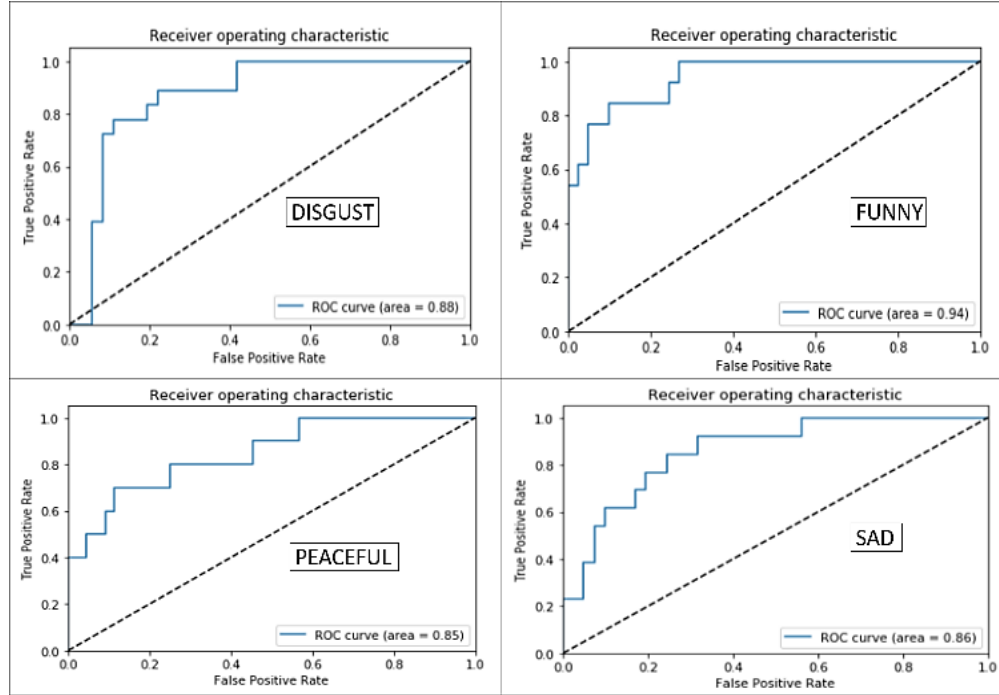 Receiver operating characteristic
1.0
0.8
0.6
0.4
0.2
0.0
True Positive Rate
DISGUST
ROC curve (area = 0.88)
0.0 0.2 0.4 0.6 0.8 1.0
False Positive Rate
Receiver operating characteristic
1.0
0.8
0.6
0.4
0.2
0.0
True Positive Rate
FUNNY
ROC curve (area = 0.94)
0.0 0.2 0.4 0.6 0.8 1.0
False Positive Rate
Receiver operating characteristic
1.0
0.8
0.6
0.4
0.2
0.0
True Positive Rate
PEACEFUL
ROC curve (area = 0.85)
0.0 0.2 0.4 0.6 0.8 1.0
False Positive Rate
Receiver operating characteristic
1.0
0.8
0.6
0.4
0.2
0.0
True Positive Rate
SAD
ROC curve (area = 0.86)
0.0 0.2 0.4 0.6 0.8 1.0
False Positive Rate